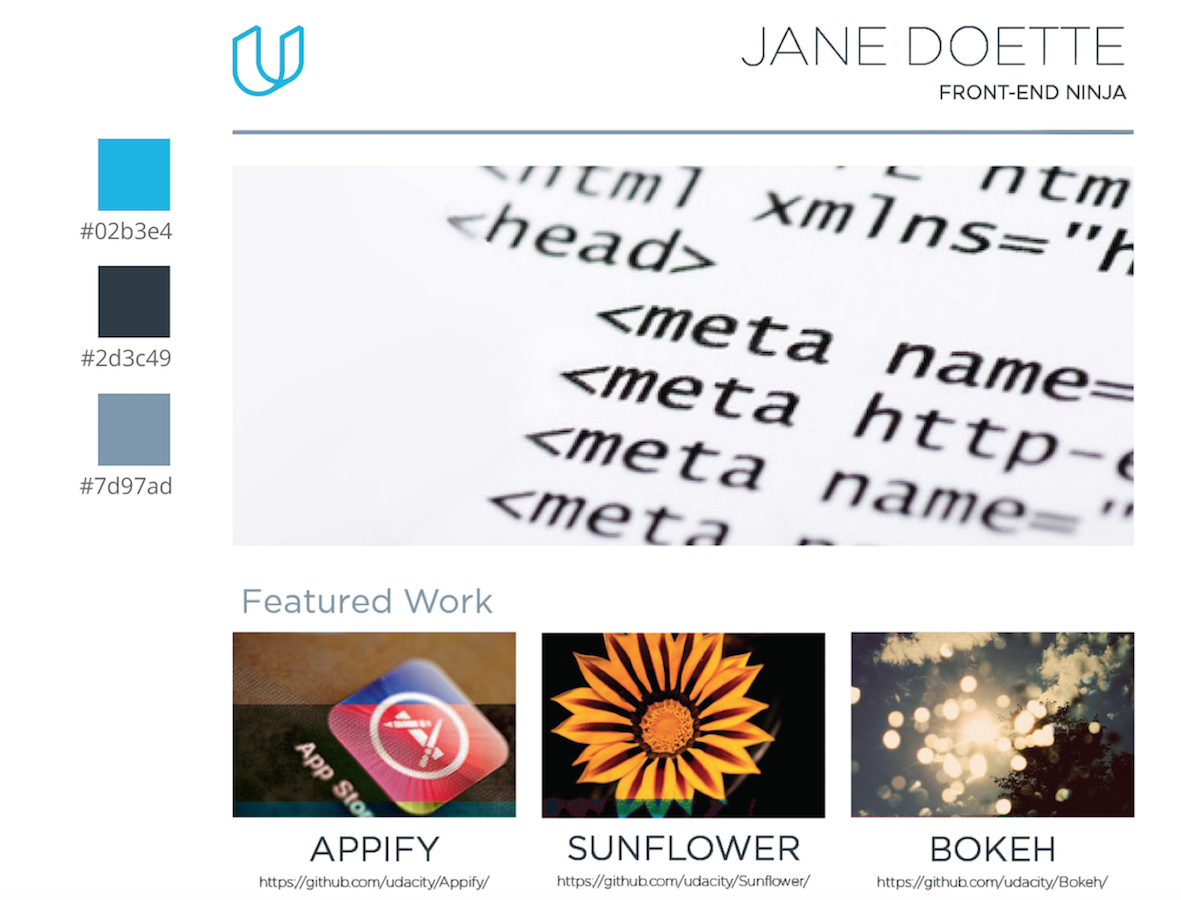 JANE DOETTE
FRONT-END NINJA
#02b3e4
#2d3c49
#7d97ad
<html
xmlns="h
<head>
<meta name=
<meta http-e
<meta name="
<meta
Featured Work
App Stor
APPIFY
https://github.com/udacity/Appify/
SUNFLOWER
https://github.com/udacity/Sunflower/
BOKEH
https://github.com/udacity/Bokeh/